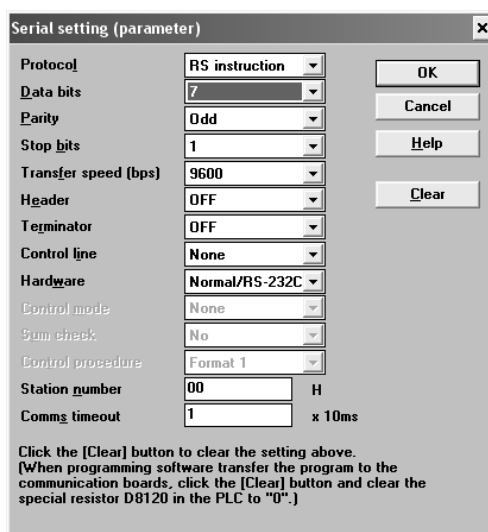 Serial setting (parameter)
Protocol RS instruction
OK
Data bits 7
Cancel
Parity Odd
Help
Stop bits 1
Transfer speed (bps) 9600
Clear
Header OFF
Terminator OFF
Control line None
Hardware Normal/RS-232C
Control mode None
Sum check No
Control procedure Format 1
Station number 00 H
Comms timeout 1 x 10ms
Click the [Clear] button to clear the setting above.
(When programming software transfer the program to the
communication boards, click the [Clear] button and clear the
special resistor D8120 in the PLC to "0".)